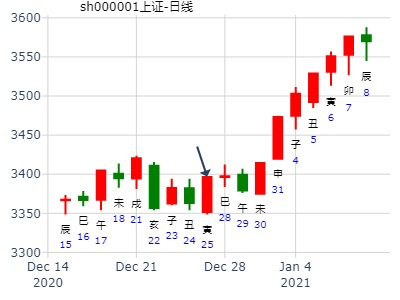 sh000001上证-日线
3600
3550
3500
3450
3400
3350
3300
辰
15
巳
16
午
17
未
18
戌
21
亥
22
子
23
丑
24
寅
25
巳
28
午
29
未
30
申
31
子
4
丑
5
寅
6
卯
7
辰
8
Dec 14
2020
Dec 21
Dec 28
Jan 4
2021